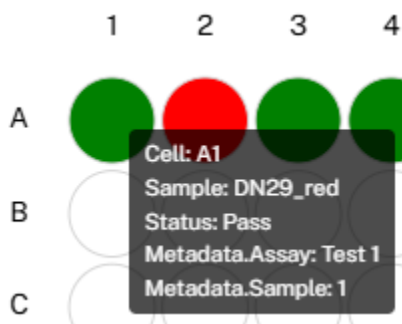 1 2 3 4
A
Cell: A1
Sample: DN29_red
Status: Pass
B
Metadata.Assay: Test 1
Metadata.Sample: 1
C